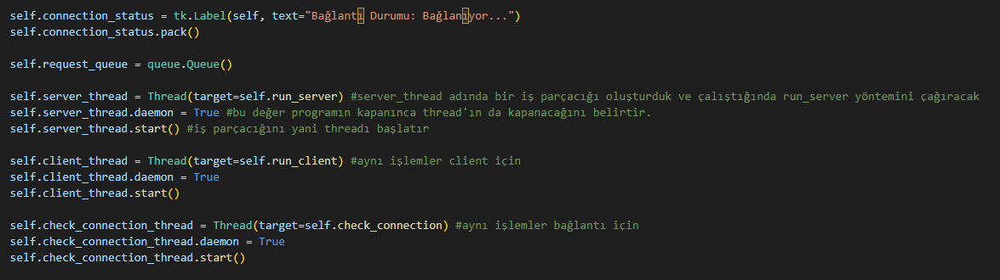 self.connection_status = tk.Label(self, text="Bağlantı Durumu: Bağlanıyor...")
self.connection_status.pack()
self.request_queue = queue.Queue()
self.server_thread = Thread(target=self.run_server) #server_thread adında bir iş parçacığı oluşturduk ve çalıştığında run_server yöntemini çağıracak
self.server_thread.daemon = True #bu değer programın kapanınca thread'ın da kapanacağını belirtir.
self.server_thread.start() #iş parçacığını yani threadı başlatır
self.client_thread = Thread(target=self.run_client) #aynı işlemler client için
self.client_thread.daemon = True
self.client_thread.start()
self.check_connection_thread = Thread(target=self.check_connection) #aynı işlemler bağlantı için
self.check_connection_thread.daemon = True
self.check_connection_thread.start()